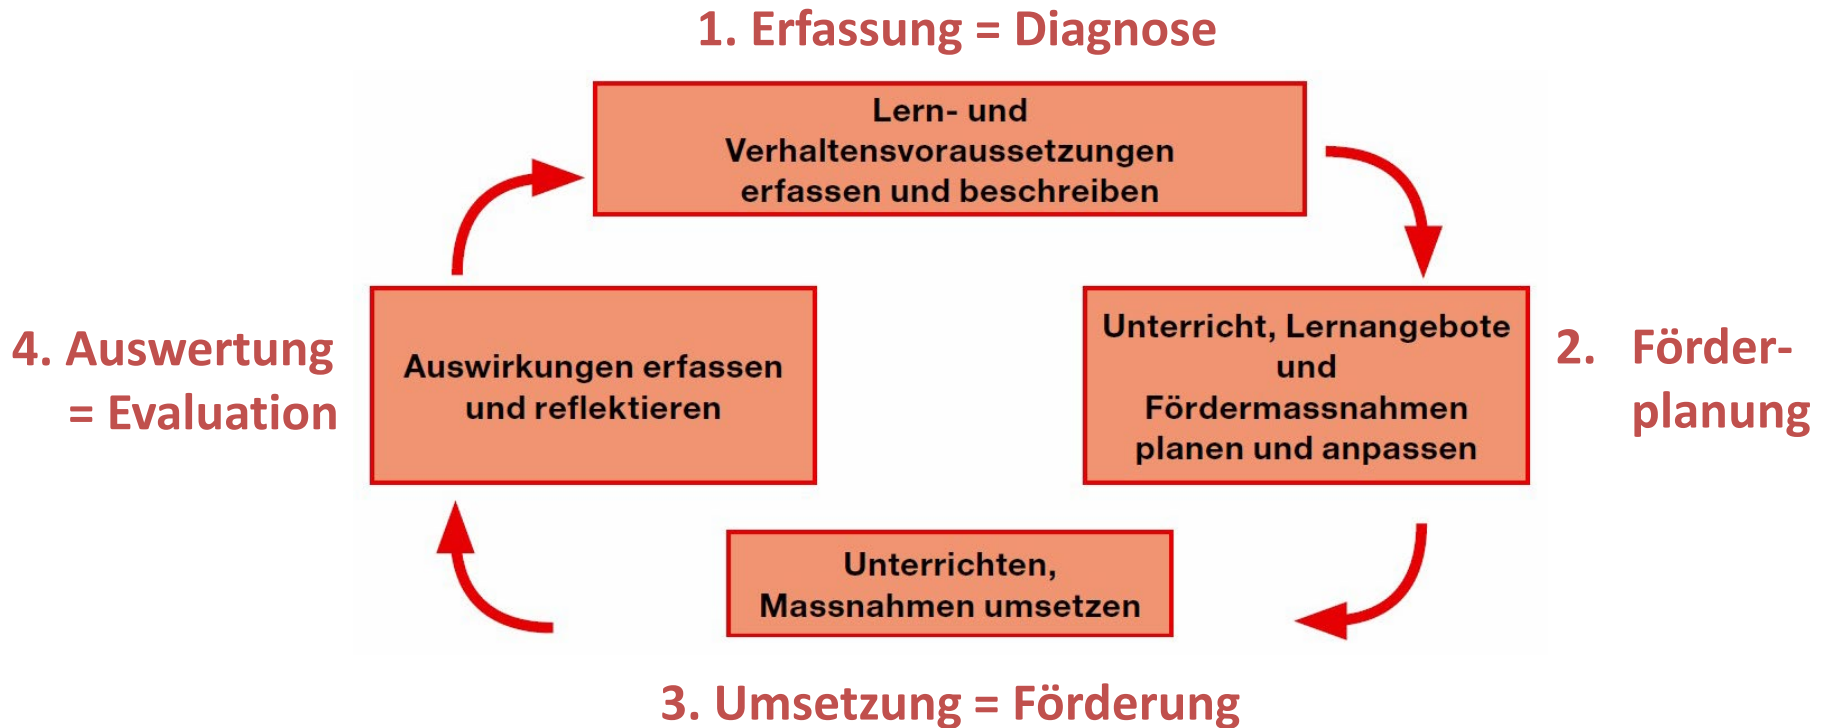 1. Erfassung = Diagnose
Lern- und
Verhaltensvoraussetzungen
erfassen und beschreiben
4. Auswertung
= Evaluation
Auswirkungen erfassen
und reflektieren
Unterricht, Lernangebote
und
Fördermassnahmen
planen und anpassen
2. Förder-
planung
Unterrichten,
Massnahmen umsetzen
3. Umsetzung = Förderung